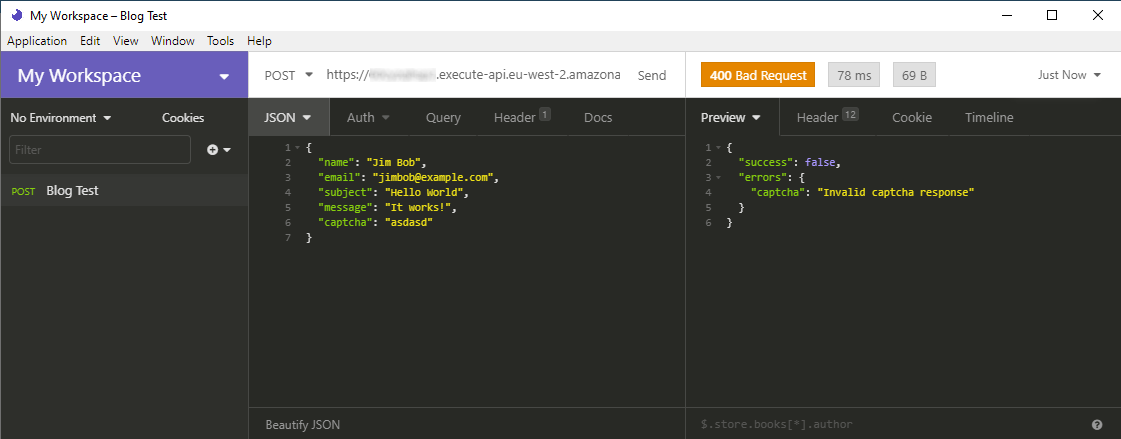 My Workspace – Blog Test
Application Edit View Window Tools Help
My Workspace
POST https:// .execute-api.eu-west-2.amazona Send
400 Bad Request 78 ms 69 B
Just Now
No Environment Cookies
JSON Auth Query Header 1 Docs
Preview Header 12 Cookie Timeline
Filter
POST Blog Test
1 {
2 "name": "Jim Bob",
3 "email": "jimbob@example.com",
4 "subject": "Hello World",
5 "message": "It works!",
6 "captcha": "asdasd"
7 }
1 {
2 "success": false,
3 "errors": {
4 "captcha": "Invalid captcha response"
5 }
6 }
Beautify JSON
$.store.books[*].author